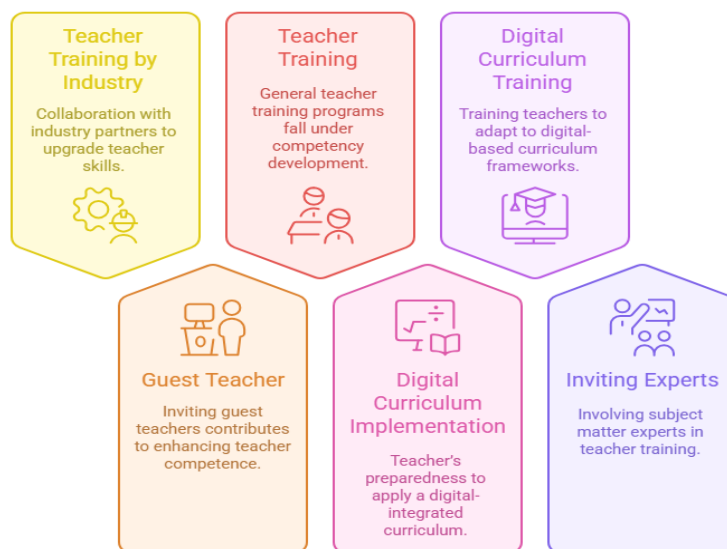 Teacher
Training by
Industry
Collaboration with
industry partners to
upgrade teacher
skills.
Teacher
Training
General teacher
training programs
fall under
competency
development.
Digital
Curriculum
Training
Training teachers to
adapt to digital-
based curriculum
frameworks.
Guest Teacher
Inviting guest
teachers contributes
to enhancing teacher
competence.
Digital
Curriculum
Implementation
Teacher's
preparedness to
apply a digital-
integrated
curriculum.
Inviting Experts
Involving subject
matter experts in
teacher training.